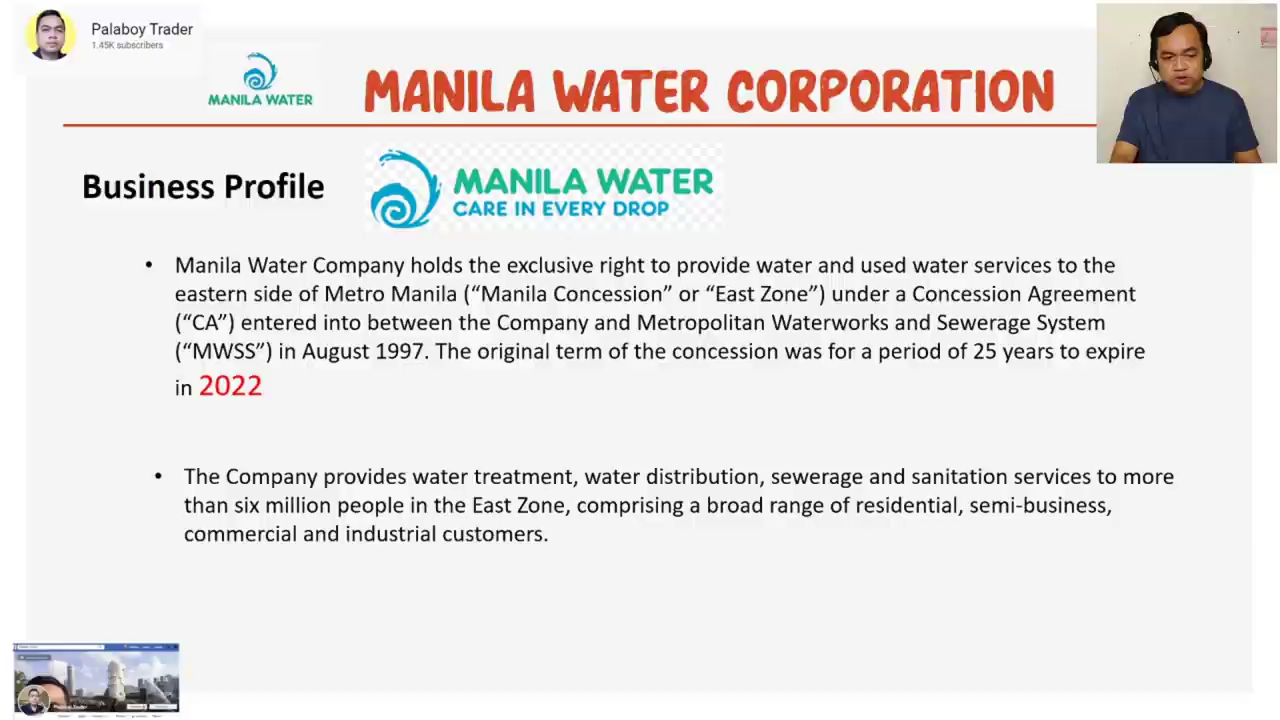 Palaboy Trader
1.45K subscribers
MANILA WATER
MANILA WATER CORPORATION
Business Profile
MANILA WATER
CARE IN EVERY DROP
• Manila Water Company holds the exclusive right to provide water and used water services to the
eastern side of Metro Manila (“Manila Concession” or “East Zone”) under a Concession Agreement
(“CA”) entered into between the Company and Metropolitan Waterworks and Sewerage System
(“MWSS”) in August 1997. The original term of the concession was for a period of 25 years to expire
in 2022
• The Company provides water treatment, water distribution, sewerage and sanitation services to more
than six million people in the East Zone, comprising a broad range of residential, semi-business,
commercial and industrial customers.